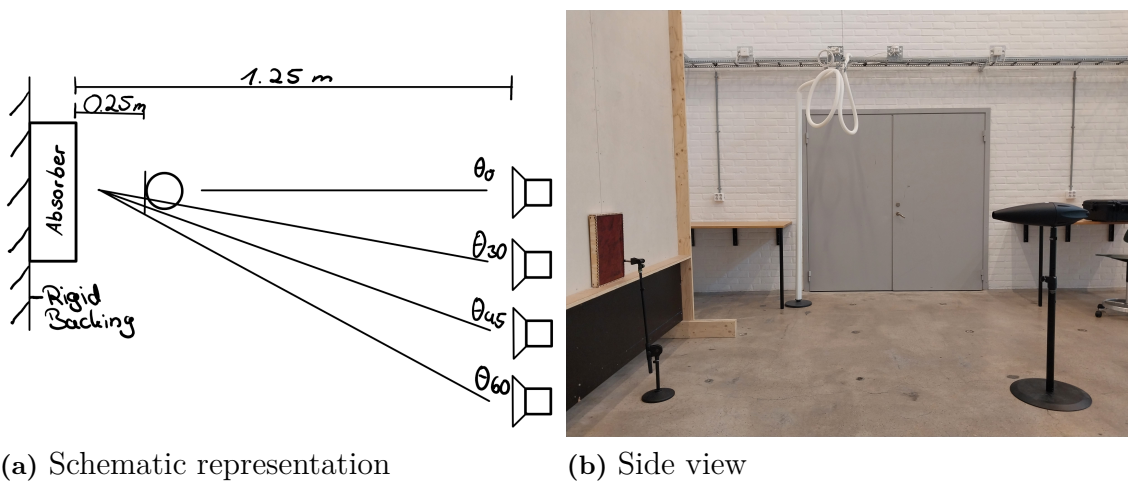 1.25 m
0.25m
Absorber
θ0
θ30
θ45
θ60
Rigid
Backing
(a) Schematic representation
(b) Side view